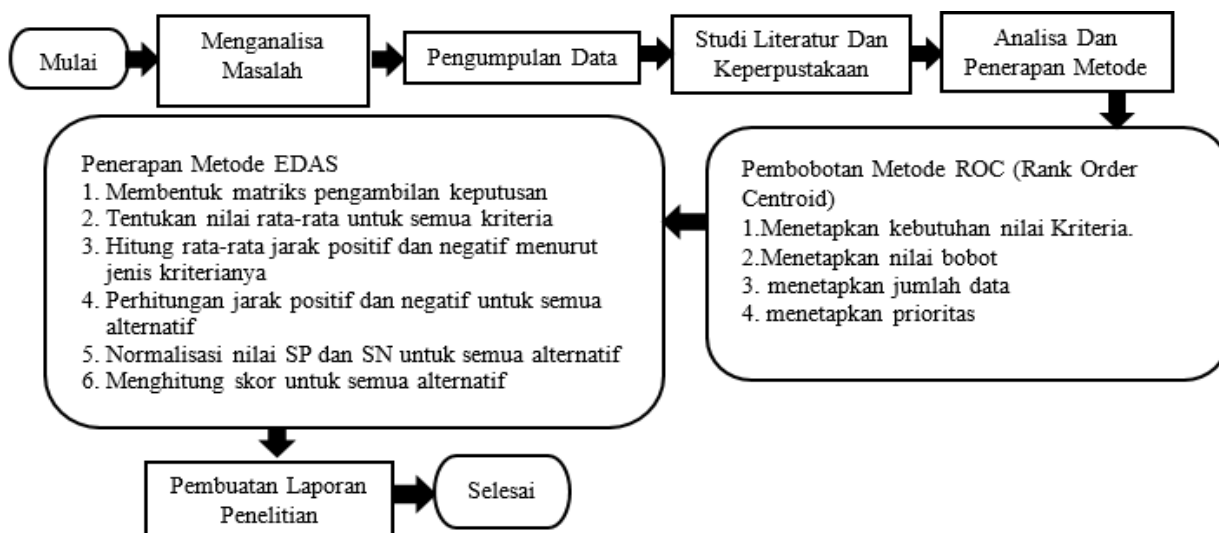 Mulai
Menganalisa
Masalah
Pengumpulan Data
Studi Literatur Dan
Keperpustakaan
Analisa Dan
Penerapan Metode
Pembobotan Metode ROC (Rank Order
Centroid)
1.Menetapkan kebutuhan nilai Kriteria.
2.Menetapkan nilai bobot
3. menetapkan jumlah data
4. menetapkan prioritas
Penerapan Metode EDAS
1. Membentuk matriks pengambilan keputusan
2. Tentukan nilai rata-rata untuk semua kriteria
3. Hitung rata-rata jarak positif dan negatif menurut
jenis kriterianya
4. Perhitungan jarak positif dan negatif untuk semua
alternatif
5. Normalisasi nilai SP dan SN untuk semua alternatif
6. Menghitung skor untuk semua alternatif
Pembuatan Laporan
Penelitian
Selesai